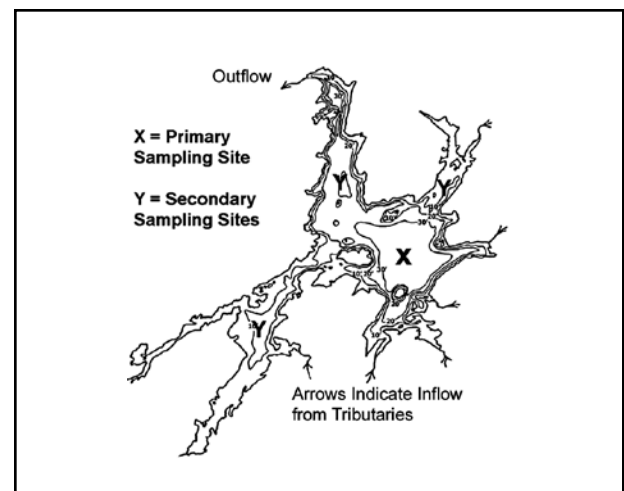 Outflow
X = Primary
Sampling Site
Y = Secondary
Sampling Sites
Y
Y
X
Y
Arrows Indicate Inflow
from Tributaries